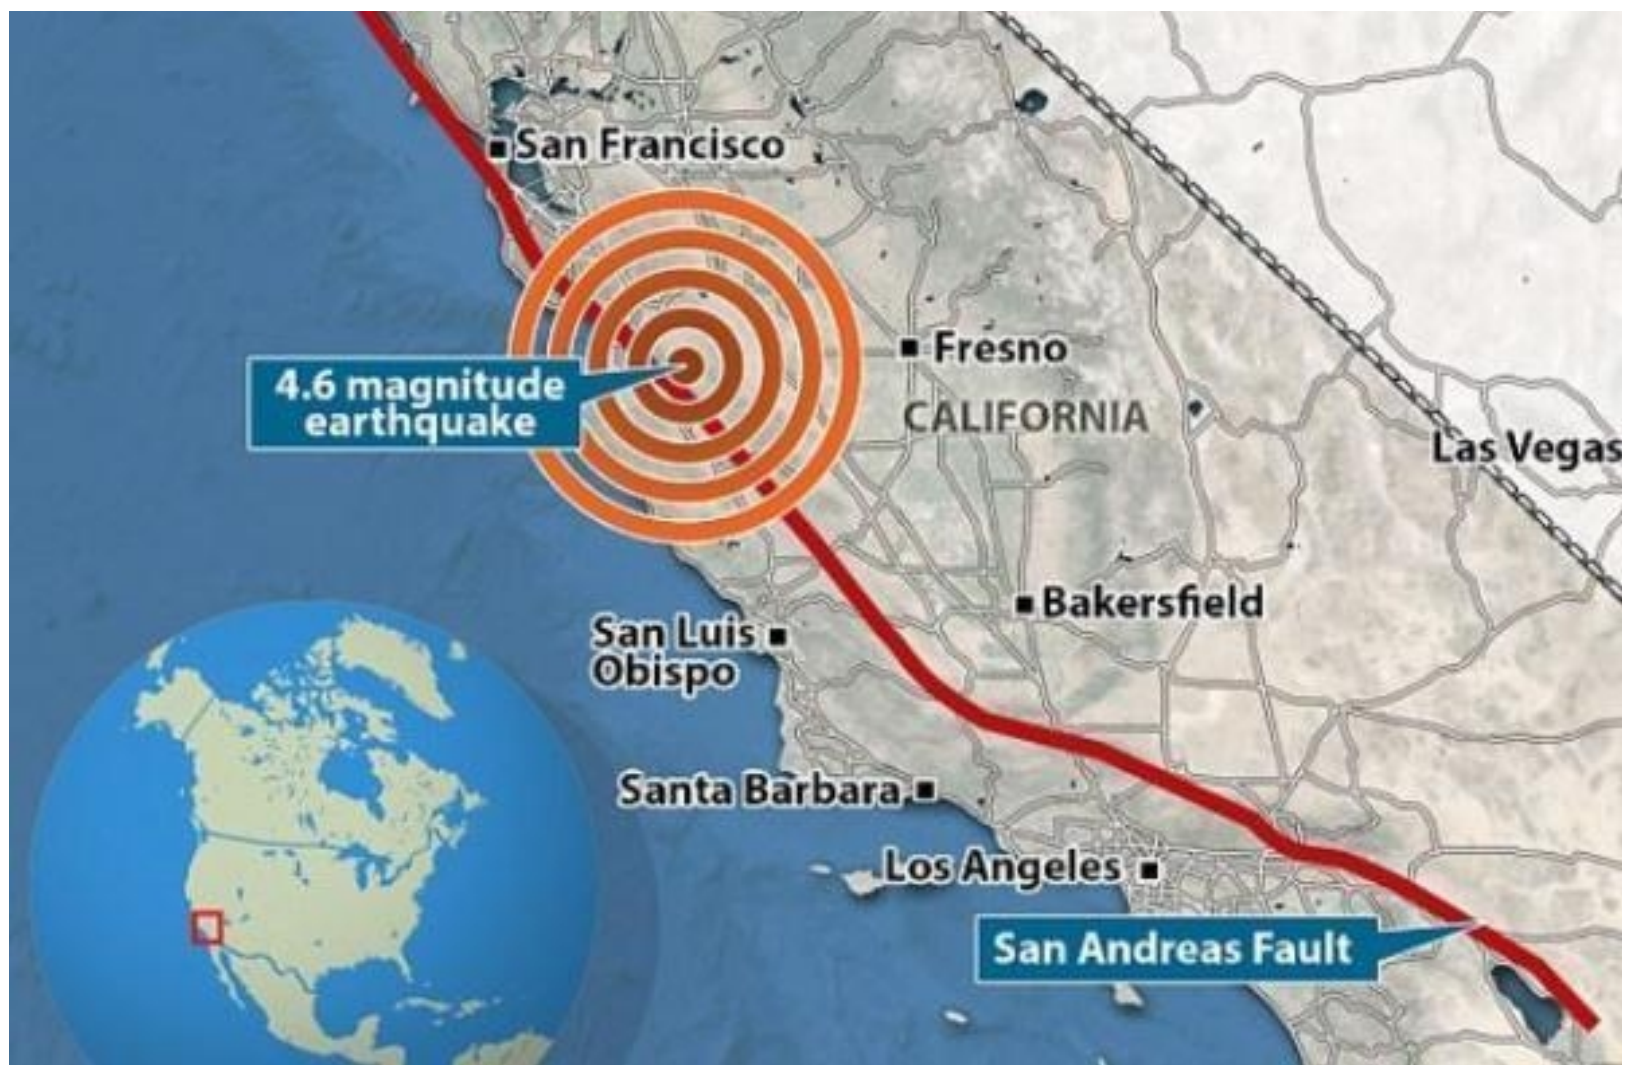 San Francisco
4.6 magnitude
earthquake
Fresno
CALIFORNIA
Las Vegas
Bakersfield
San Luis
Obispo
Santa Barbara
Los Angeles
San Andreas Fault